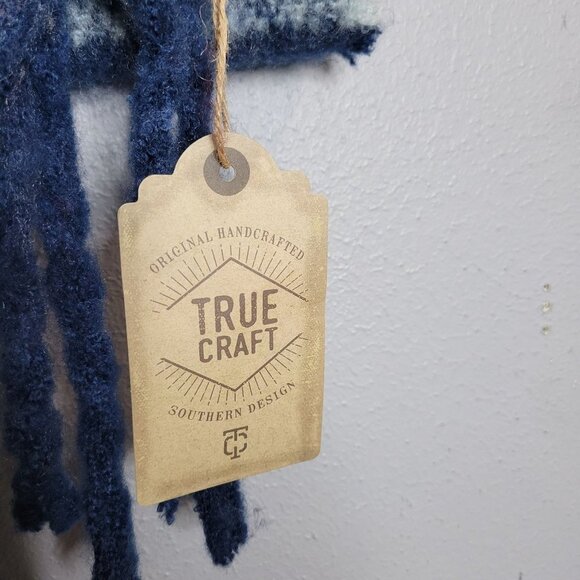 ORIGINAL HANDCRAFTED
TRUE
CRAFT
SOUTHERN DESIGN
TC